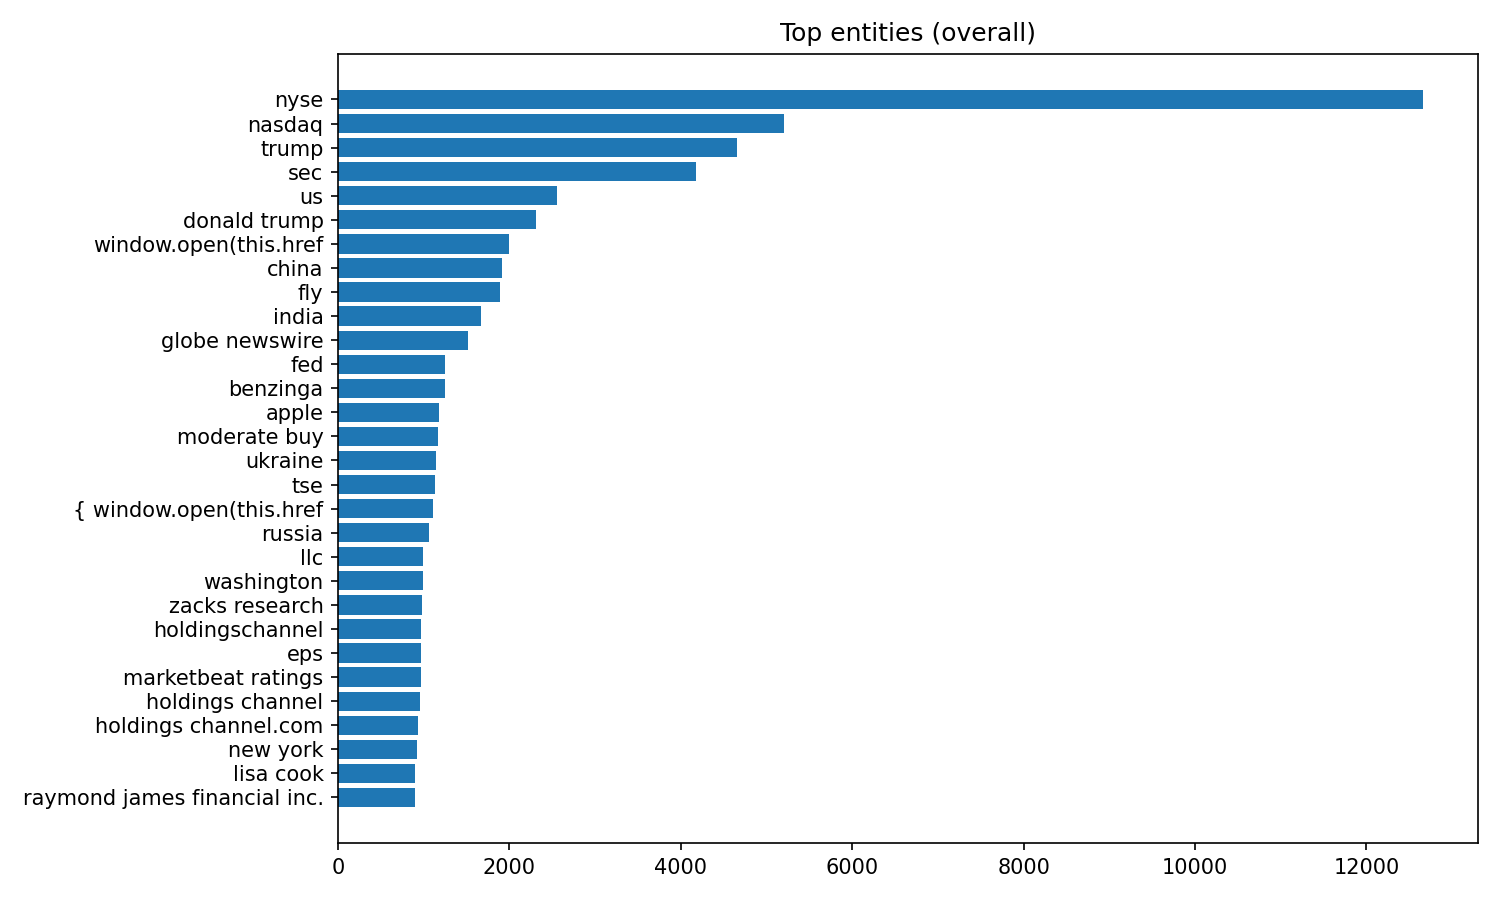 Top entities (overall)
nyse
nasdaq
trump
sec
us
donald trump
window.open(this.href
china
fly
india
globe newswire
fed
benzinga
apple
moderate buy
ukraine
tse
{ window.open(this.href
russia
llc
washington
zacks research
holdingschannel
eps
marketbeat ratings
holdings channel
holdings channel.com
new york
lisa cook
raymond james financial inc.
0 2000 4000 6000 8000 10000 12000